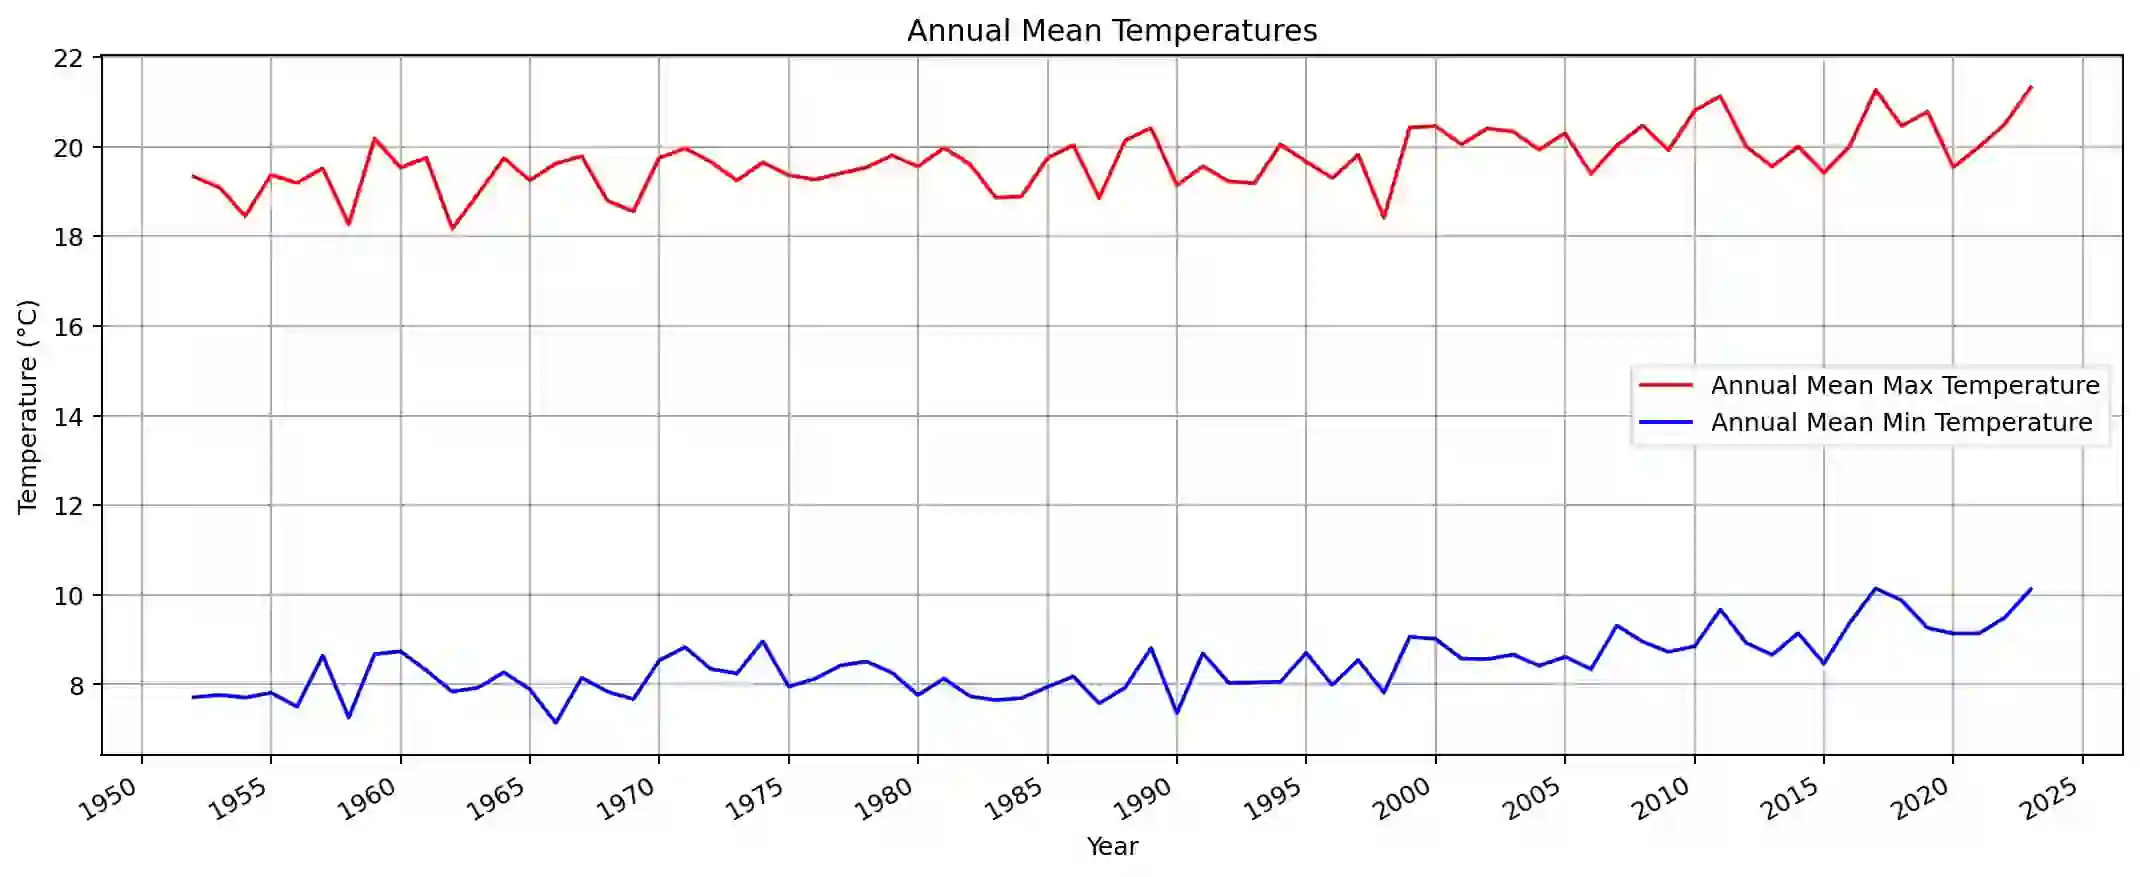 Annual Mean Temperatures
22
20
18
16
14
12
10
8
Temperature (°C)
Annual Mean Max Temperature
Annual Mean Min Temperature
1950 1955 1960 1965 1970 1975 1980 1985 1990 1995 2000 2005 2010 2015 2020 2025
Year